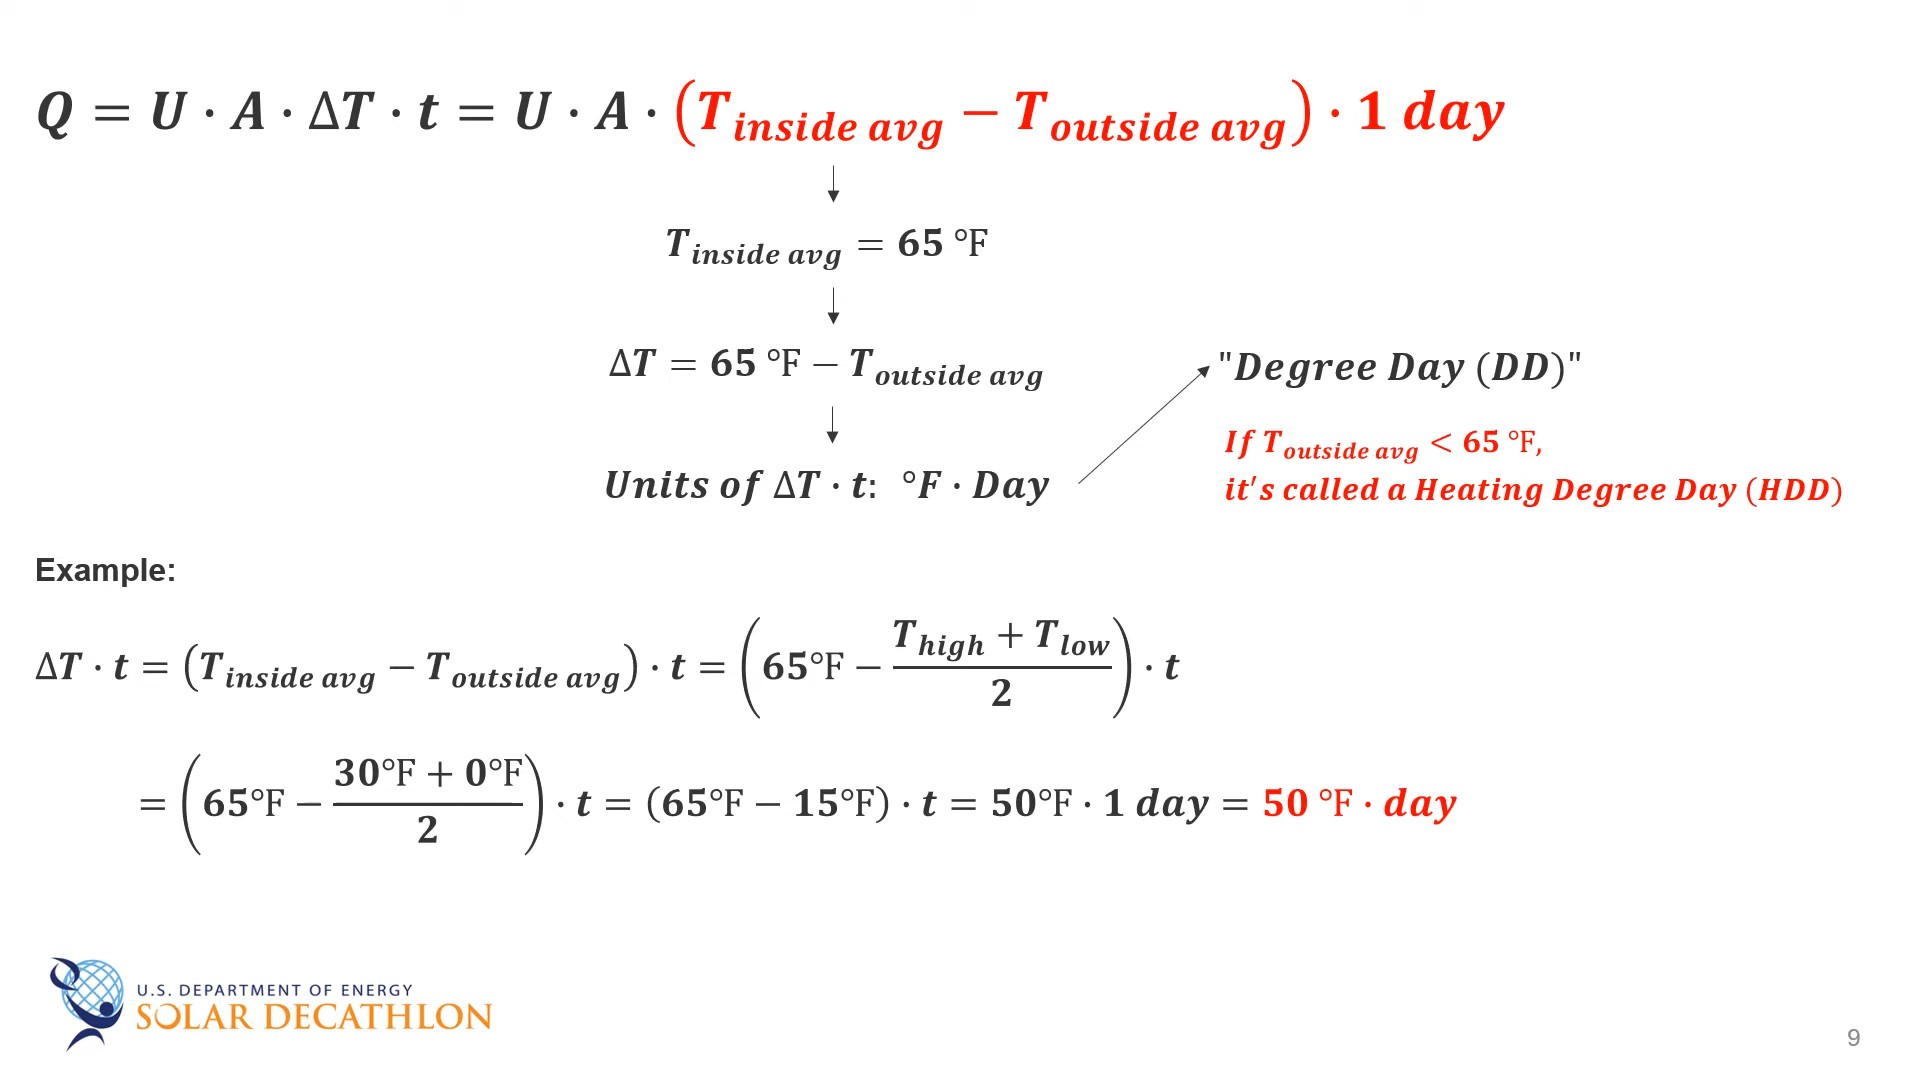 Q = U · A · ΔT · t = U · A · (T_inside avg − T_outside avg) · 1 day
T_inside avg = 65 °F
ΔT = 65 °F − T_outside avg
"Degree Day (DD)"
If T_outside avg < 65 °F,
it's called a Heating Degree Day (HDD)
Units of ΔT · t: °F · Day
Example:
ΔT · t = (T_inside avg − T_outside avg) · t = (65°F − (T_high + T_low)/2) · t
= (65°F − (30°F + 0°F)/2) · t = (65°F − 15°F) · t = 50°F · 1 day = 50 °F · day
U.S. DEPARTMENT OF ENERGY
SOLAR DECATHLON
9